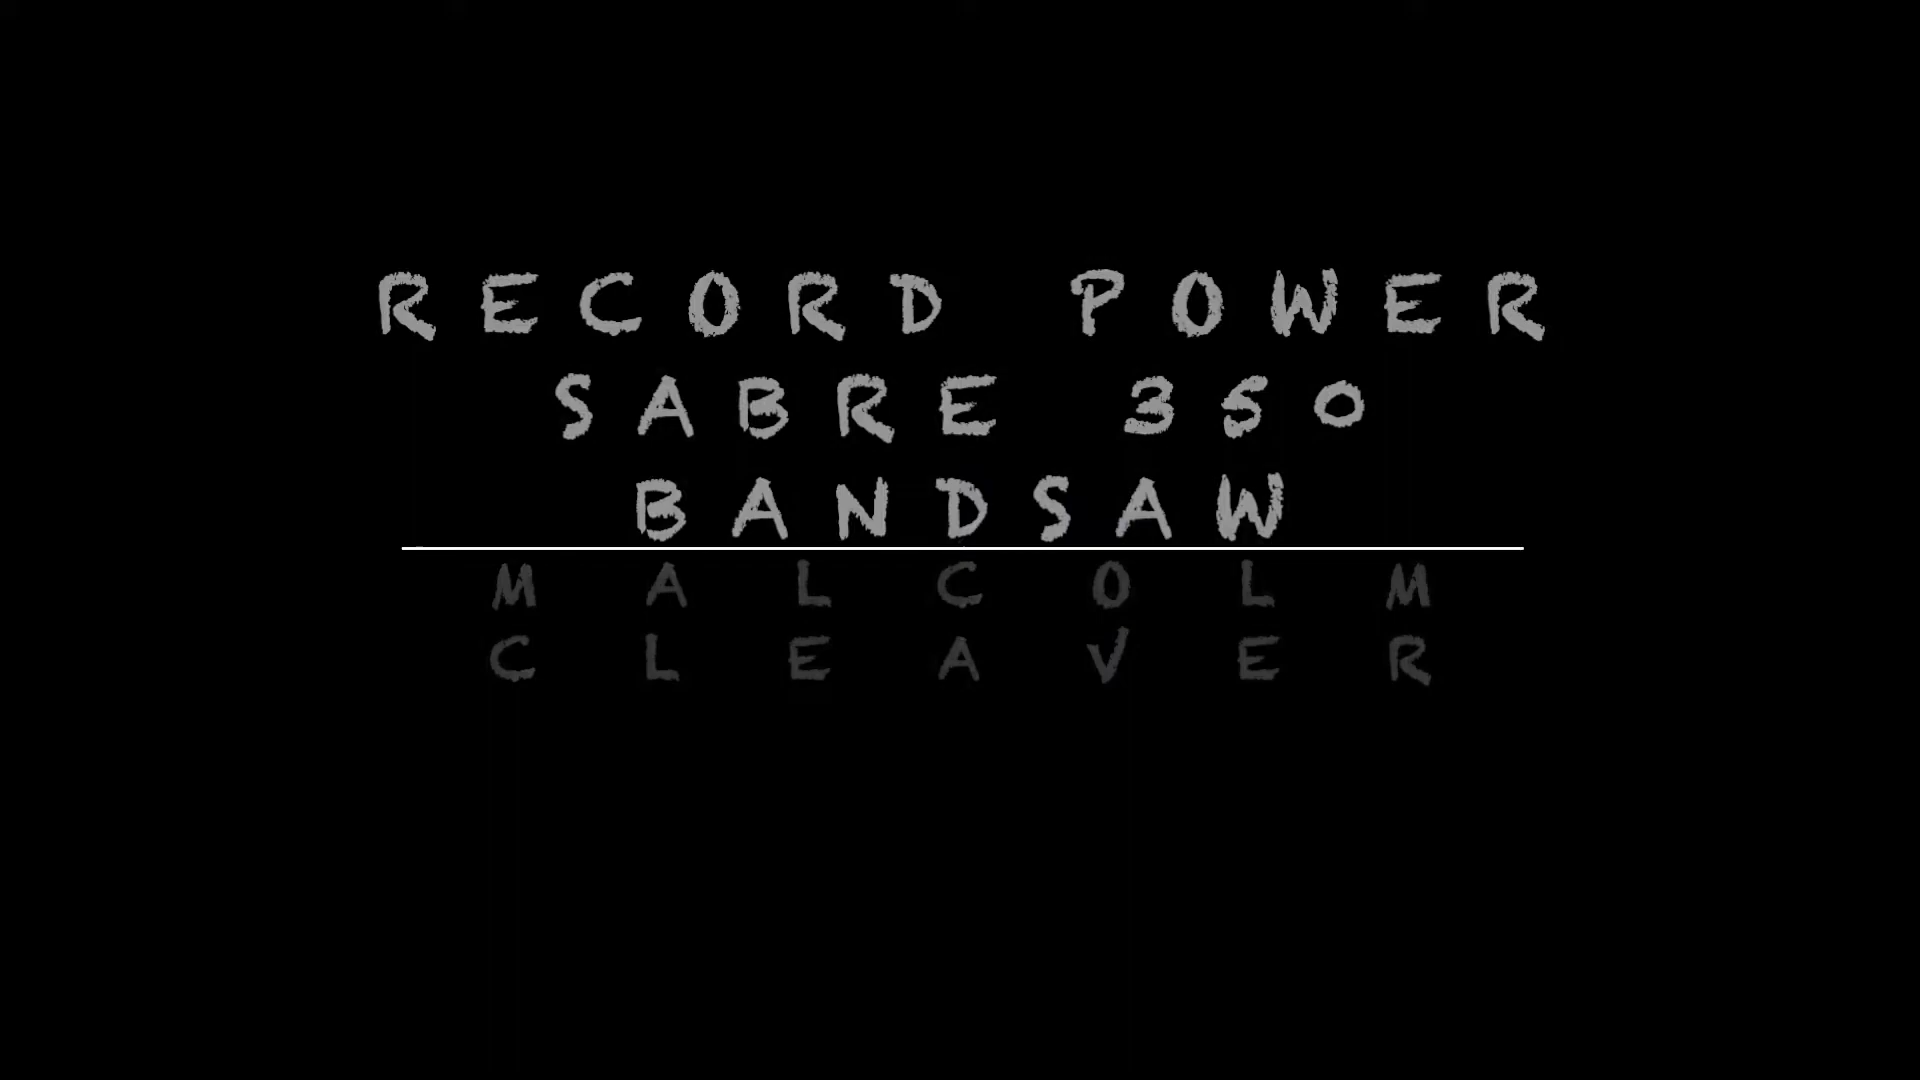 RECORD POWER
SABRE 350
BANDSAW
MALCOLM
CLEAVER